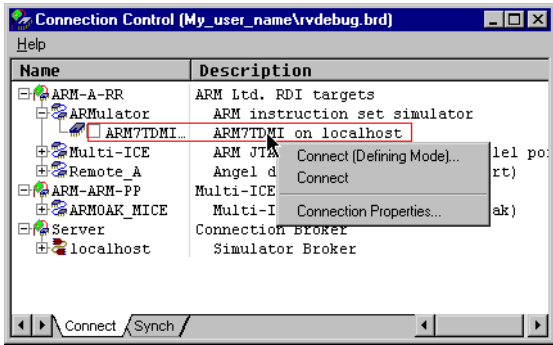 Connection Control (My_user_name\rvdebug.brd)
Help
Name Description
ARM-A-RR ARM Ltd. RDI targets
ARMulator ARM instruction set simulator
ARM7TDMI... ARM7TDMI on localhost
Multi-ICE ARM JTA lel po
Connect (Defining Mode)...
Remote_A Angel d rt)
Connect
ARM-ARM-PP Multi-ICE
ARMOAK_MICE Multi-I ak)
Connection Properties...
Server Connection Broker
localhost Simulator Broker
Connect Synch